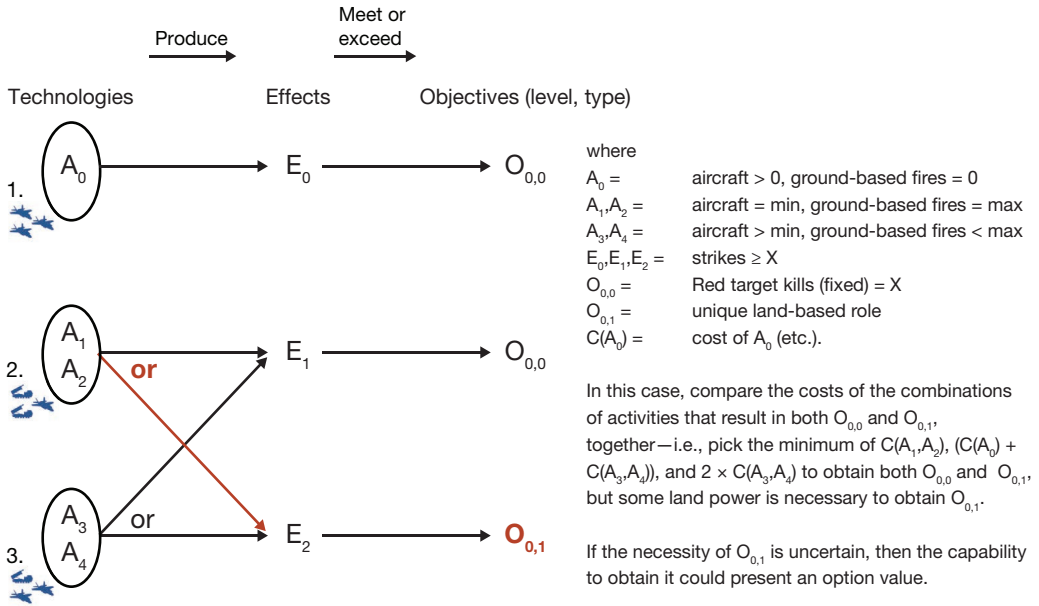 Produce
Meet or
exceed
Technologies Effects Objectives (level, type)
1. A0 E0 O0,0
2. A1 A2 or E1 O0,0
3. A3 A4 or E2 O0,1
where
A0 = aircraft > 0, ground-based fires = 0
A1,A2 = aircraft = min, ground-based fires = max
A3,A4 = aircraft > min, ground-based fires < max
E0,E1,E2 = strikes ≥ X
O0,0 = Red target kills (fixed) = X
O0,1 = unique land-based role
C(A0) = cost of A0 (etc.).
In this case, compare the costs of the combinations
of activities that result in both O0,0 and O0,1,
together—i.e., pick the minimum of C(A1,A2), (C(A0) +
C(A3,A4)), and 2 × C(A3,A4) to obtain both O0,0 and O0,1,
but some land power is necessary to obtain O0,1.
If the necessity of O0,1 is uncertain, then the capability
to obtain it could present an option value.